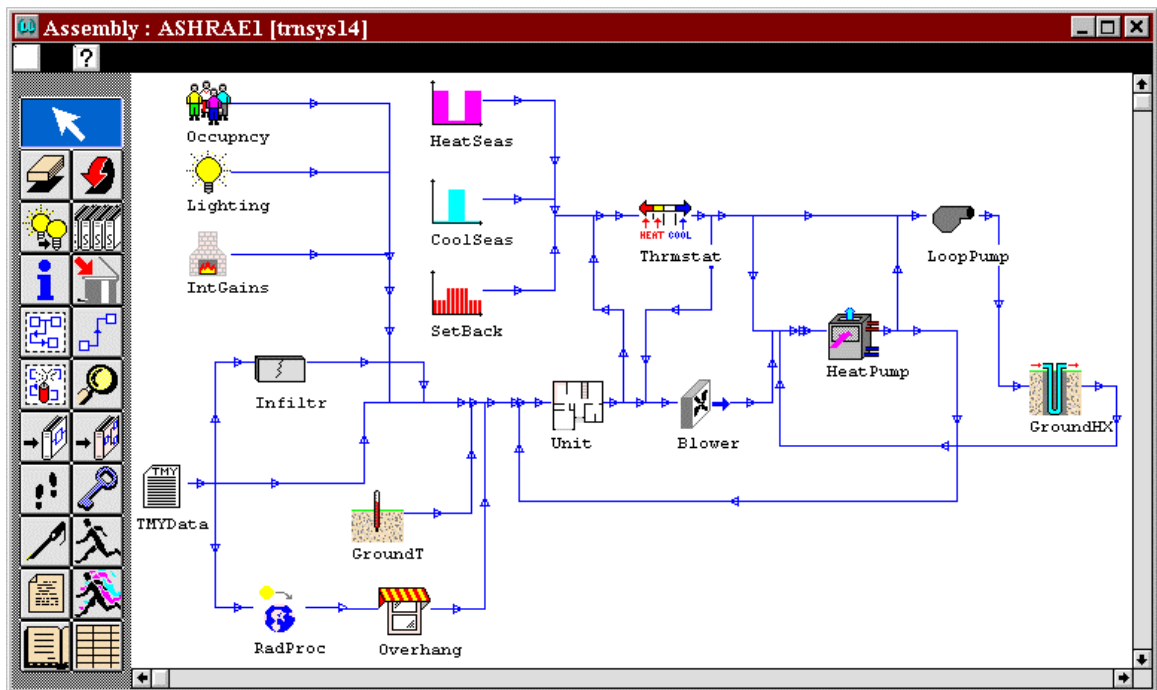 Assembly : ASHRAE1 [trnsys14]
?
Occupncy
HeatSeas
Lighting
CoolSeas
HEAT COOL
Thrmstat
LoopPump
IntGains
SetBack
HeatPump
Infiltr
GroundHX
Unit
Blower
TMY
TMYData
GroundT
RadProc
Overhang